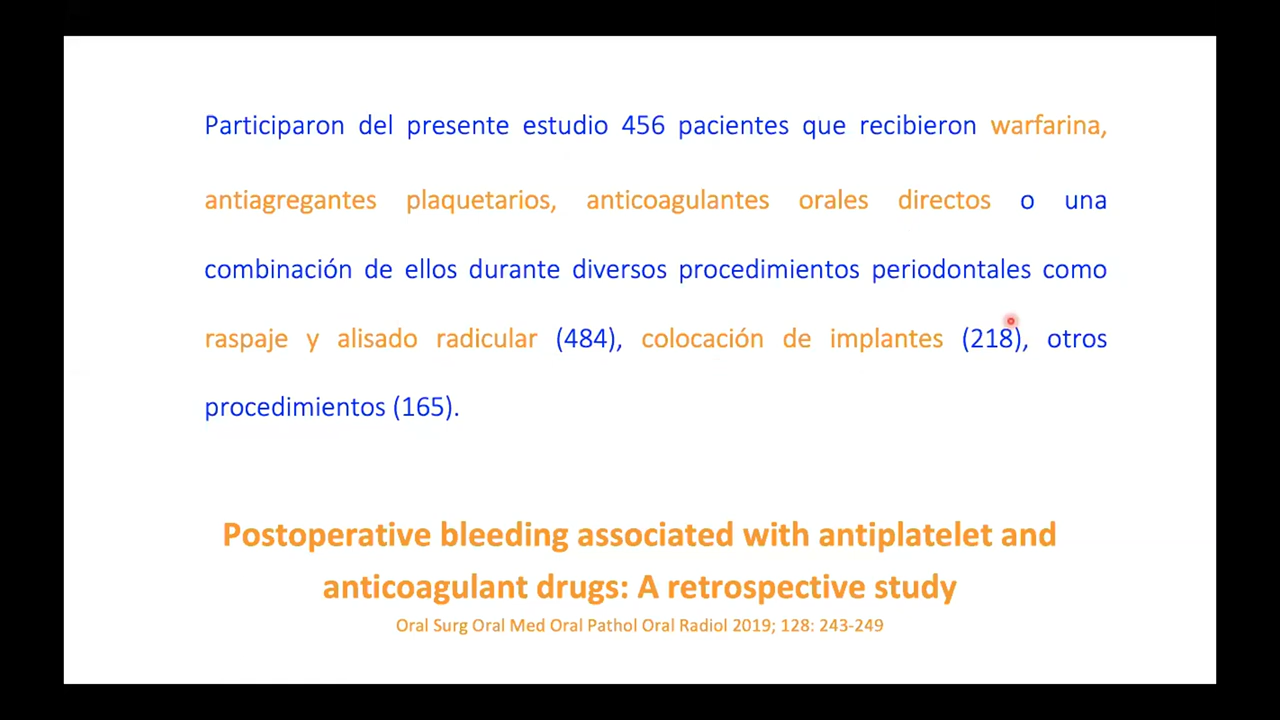 Participaron del presente estudio 456 pacientes que recibieron warfarina,
antiagregantes plaquetarios, anticoagulantes orales directos o una
combinación de ellos durante diversos procedimientos periodontales como
raspaje y alisado radicular (484), colocación de implantes (218), otros
procedimientos (165).
Postoperative bleeding associated with antiplatelet and
anticoagulant drugs: A retrospective study
Oral Surg Oral Med Oral Pathol Oral Radiol 2019; 128: 243-249